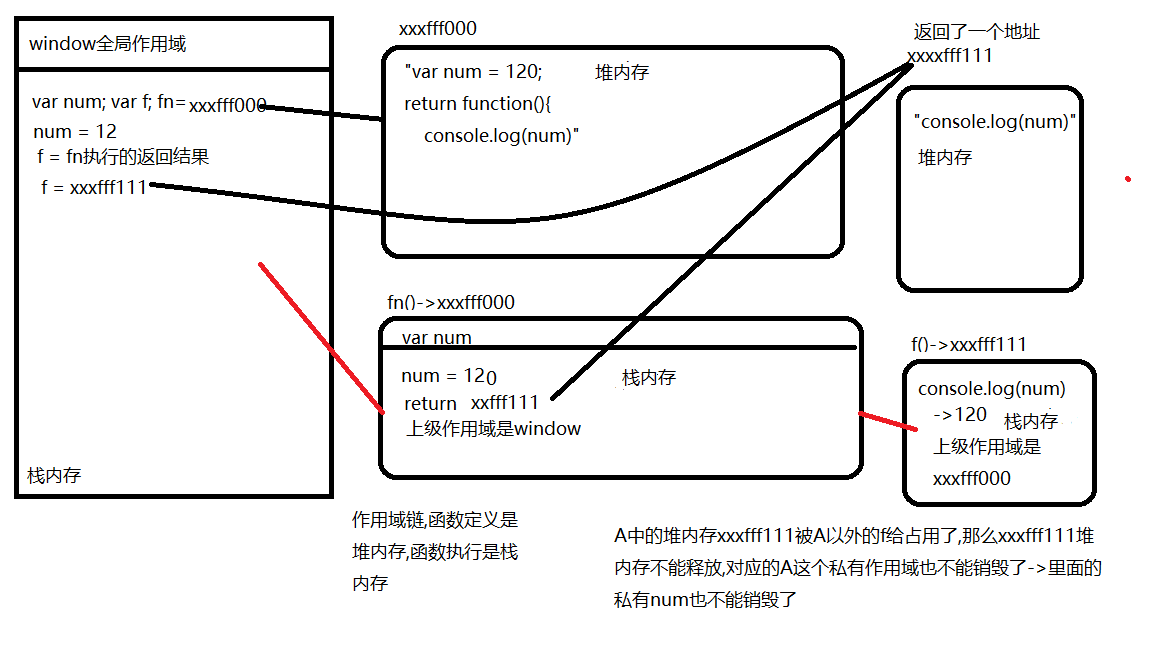 window全局作用域
var num; var f; fn=xxxfff000
num = 12
f = fn执行的返回结果
f = xxxfff111
栈内存
xxxfff000
"var num = 120;
堆内存
return function(){
console.log(num)"
返回了一个地址
xxxxfff111
"console.log(num)"
堆内存
fn()->xxxfff000
var num
num = 120
栈内存
return xxfff111
上级作用域是window
f()->xxxfff111
console.log(num)
->120 栈内存
上级作用域是
xxxfff000
作用域链,函数定义是
堆内存,函数执行是栈
内存
A中的堆内存xxxfff111被A以外的f给占用了,那么xxxfff111堆
内存不能释放,对应的A这个私有作用域也不能销毁了->里面的
私有num也不能销毁了